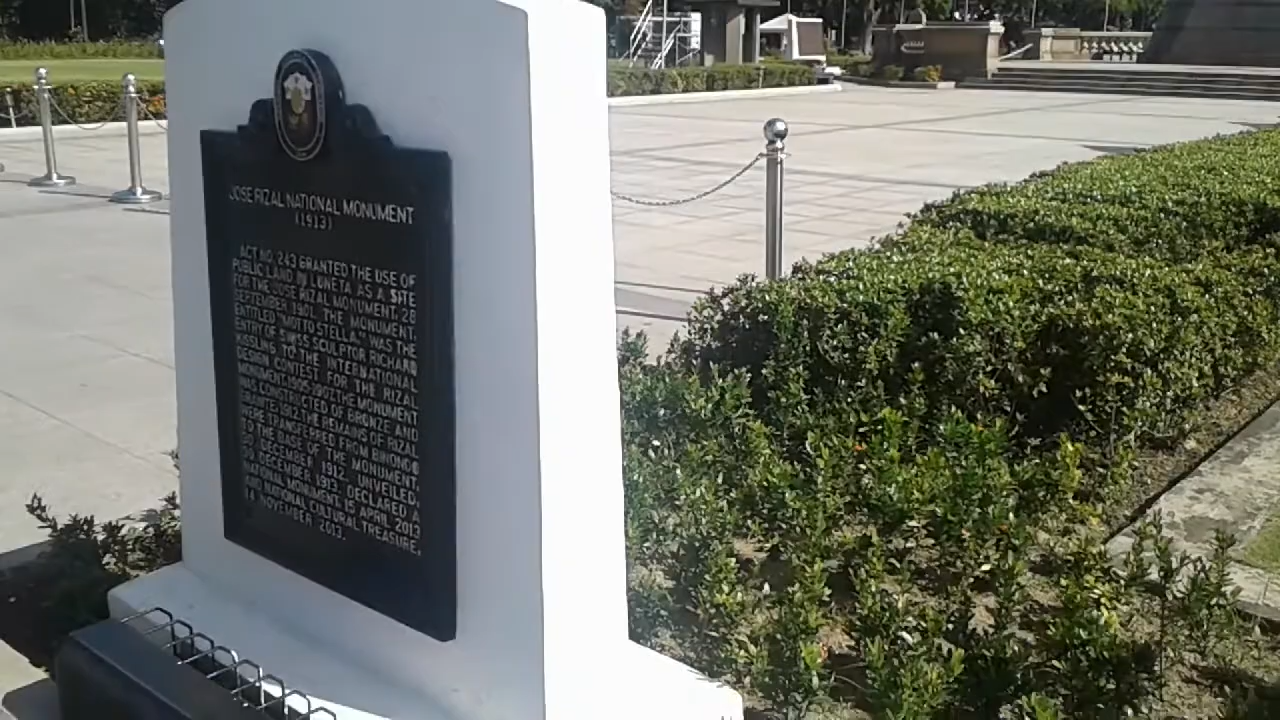 JOSE RIZAL NATIONAL MONUMENT
(1913)
ACT NO. 243 GRANTED THE USE OF
PUBLIC LAND IN LUNETA AS A SITE
FOR THE JOSE RIZAL MONUMENT, 28
SEPTEMBER 1901. THE MONUMENT,
ENTITLED "MOTTO STELLA," WAS THE
ENTRY OF SWISS SCULPTOR RICHARD
KISSLING TO THE INTERNATIONAL
DESIGN CONTEST FOR THE RIZAL
MONUMENT, 1905-1907. THE MONUMENT
WAS CONSTRUCTED OF BRONZE AND
GRANITE, 1912. THE REMAINS OF RIZAL
WERE TRANSFERRED FROM BINONDO
TO THE BASE OF THE MONUMENT,
30 DECEMBER 1912. UNVEILED,
30 DECEMBER 1913. DECLARED A
NATIONAL MONUMENT, 15 APRIL 2013
AND NATIONAL CULTURAL TREASURE,
14 NOVEMBER 2013.